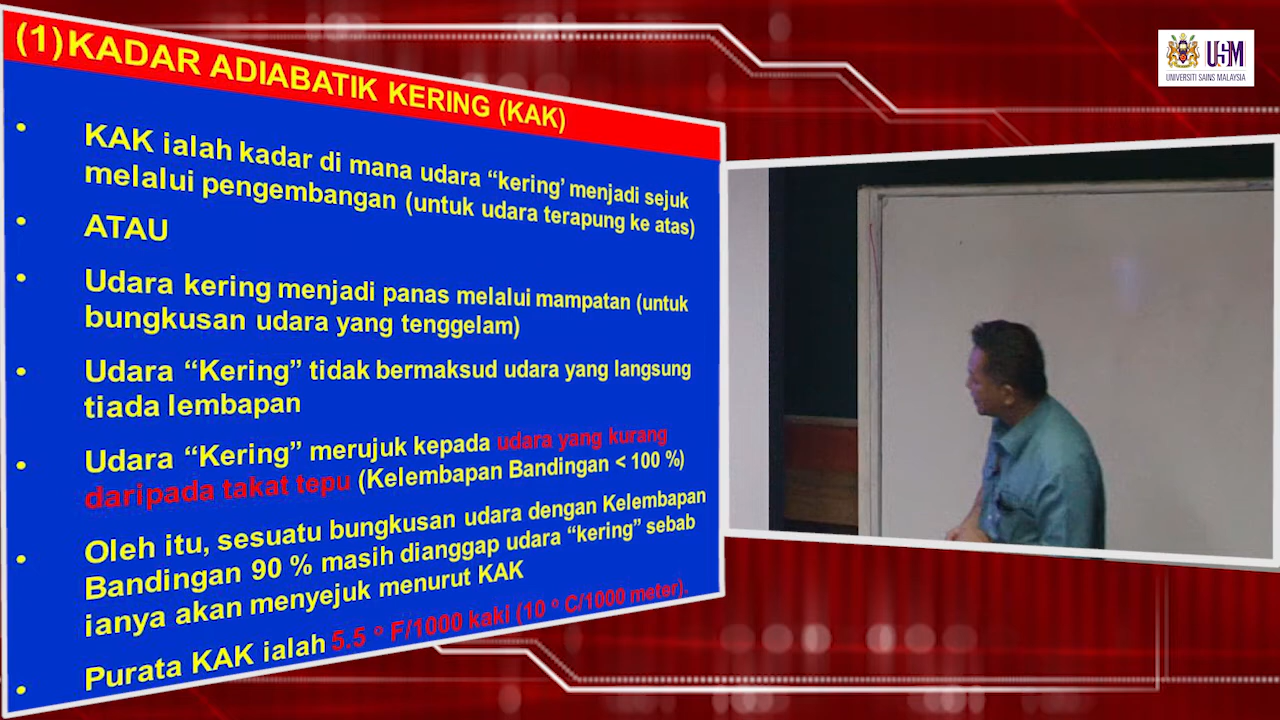 (1)KADAR ADIABATIK KERING (KAK)
• KAK ialah kadar di mana udara “kering’ menjadi sejuk
melalui pengembangan (untuk udara terapung ke atas)
• ATAU
• Udara kering menjadi panas melalui mampatan (untuk
bungkusan udara yang tenggelam)
• Udara “Kering” tidak bermaksud udara yang langsung
tiada lembapan
• Udara “Kering” merujuk kepada udara yang kurang
daripada takat tepu (Kelembapan Bandingan < 100 %)
• Oleh itu, sesuatu bungkusan udara dengan Kelembapan
Bandingan 90 % masih dianggap udara “kering” sebab
ianya akan menyejuk menurut KAK
• Purata KAK ialah 5.5 ° F/1000 kaki (10 ° C/1000 meter).
USM
UNIVERSITI SAINS MALAYSIA